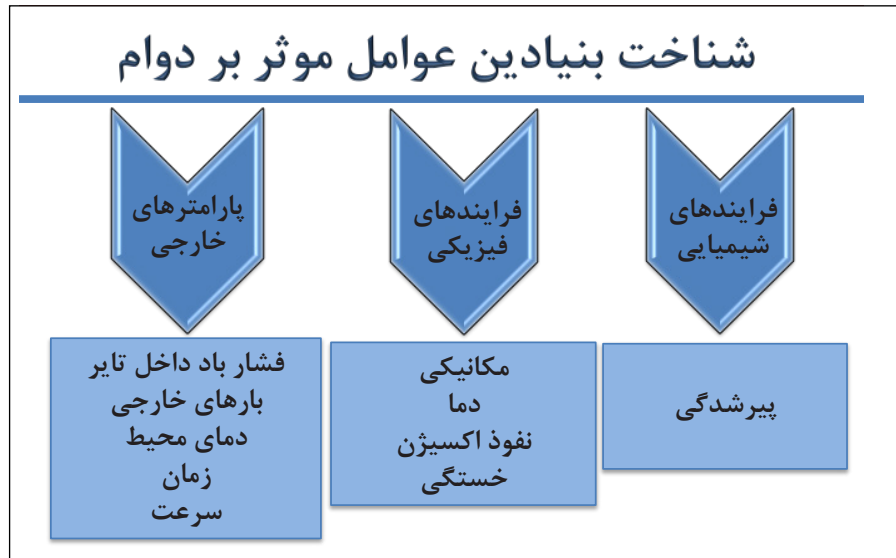 شناخت بنیادین عوامل موثر بر دوام
فرایندهای
شیمیایی
پیرشدگی
فرایندهای
فیزیکی
مکانیکی
دما
نفوذ اکسیژن
خستگی
پارامترهای
خارجی
فشار باد داخل تایر
بارهای خارجی
دمای محیط
زمان
سرعت